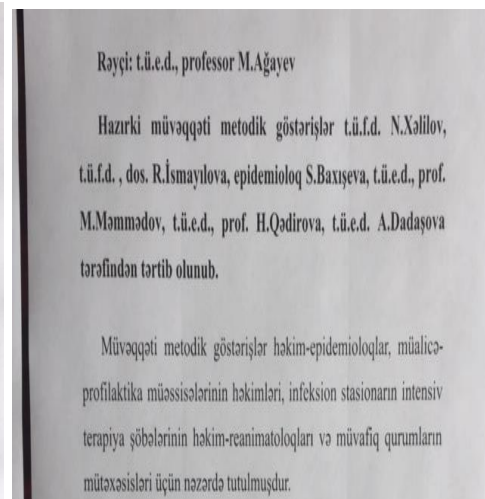 Rəyçi: t.ü.e.d., professor M.Ağayev
Hazırki müvəqqəti metodik göstərişlər t.ü.f.d. N.Xəlilov,
t.ü.f.d. , dos. R.İsmayılova, epidemioloq S.Baxışeva, t.ü.e.d., prof.
M.Məmmədov, t.ü.e.d., prof. H.Qədirova, t.ü.e.d. A.Dadaşova
tərəfindən tərtib olunub.
Müvəqqəti metodik göstərişlər həkim-epidemioloqlar, müalicə-
profilaktika müəssisələrinin həkimləri, infeksion stasionarın intensiv
terapiya şöbələrinin həkim-reanimatoloqları və müvafiq qurumların
mütəxəsisləri üçün nəzərdə tutulmuşdur.